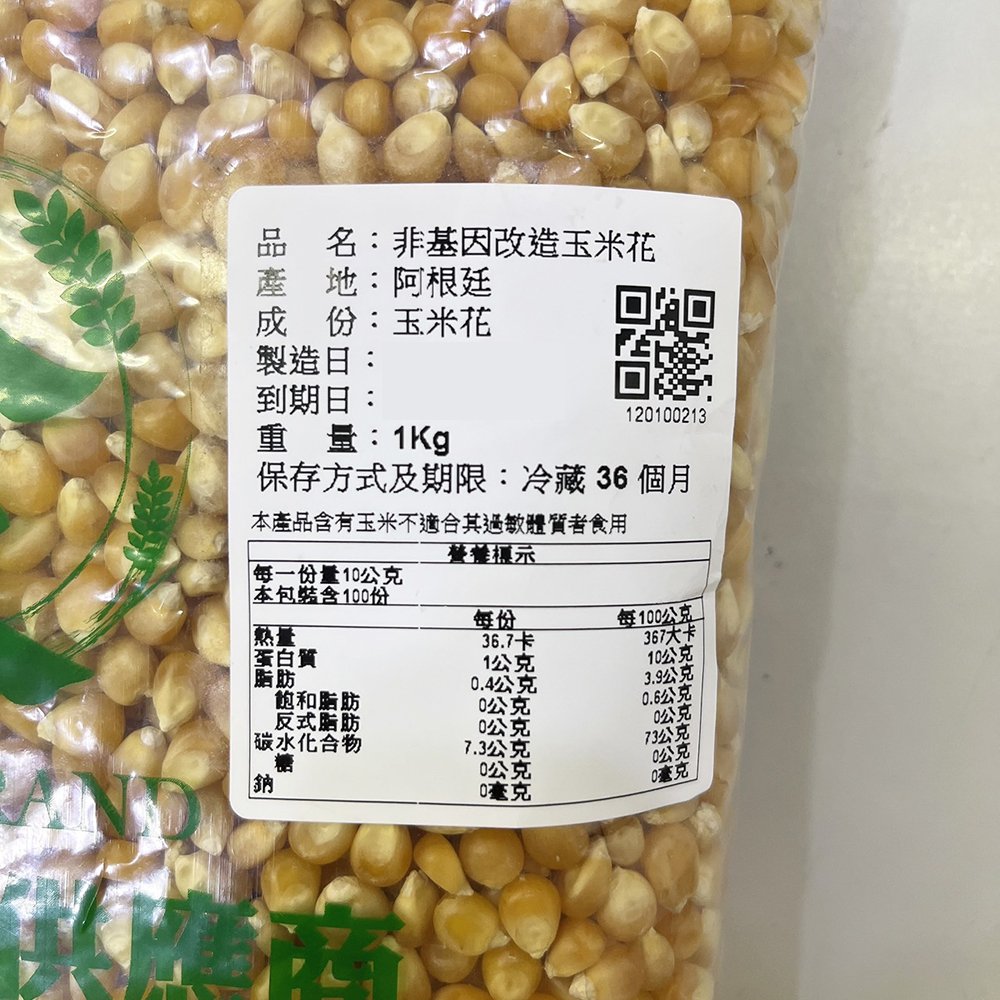 品　名：非基因改造玉米花
產　地：阿根廷
成　份：玉米花
製造日：
到期日：
重　量：1Kg
保存方式及期限：冷藏 36 個月
120100213
本產品含有玉米不適合其過敏體質者食用
營養標示
每一份量10公克
本包裝含100份
每份 每100公克
熱量 36.7卡 367大卡
蛋白質 1公克 10公克
脂肪 0.4公克 3.9公克
飽和脂肪 0公克 0.6公克
反式脂肪 0公克 0公克
碳水化合物 7.3公克 73公克
糖 0公克 0公克
鈉 0毫克 0毫克
AND
供應商